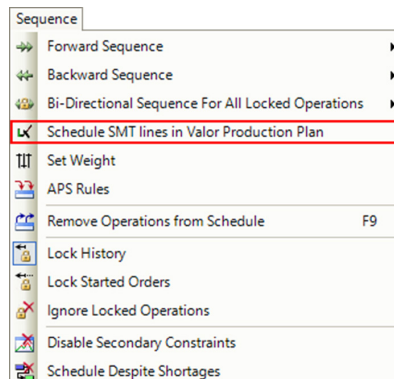 Sequence
Forward Sequence
Backward Sequence
Bi-Directional Sequence For All Locked Operations
Schedule SMT lines in Valor Production Plan
Set Weight
APS Rules
Remove Operations from Schedule F9
Lock History
Lock Started Orders
Ignore Locked Operations
Disable Secondary Constraints
Schedule Despite Shortages